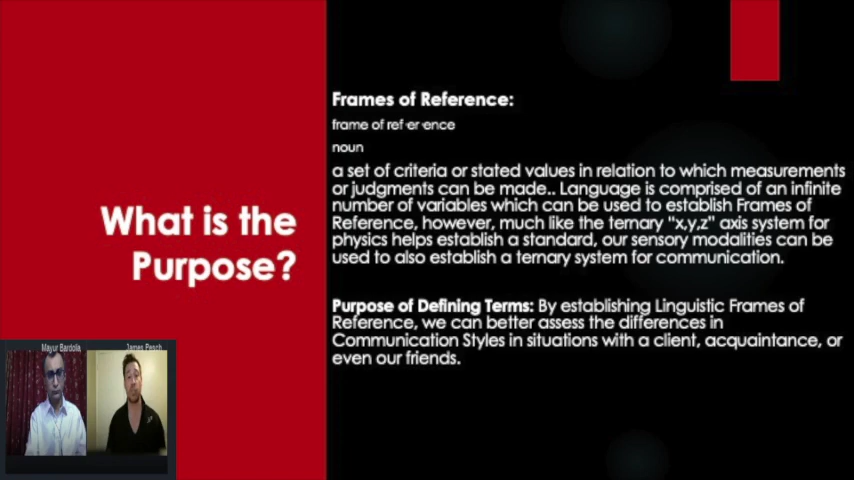 What is the
Purpose?
Frames of Reference:
frame of ref·er·ence
noun
a set of criteria or stated values in relation to which measurements
or judgments can be made.. Language is comprised of an infinite
number of variables which can be used to establish Frames of
Reference, however, much like the ternary "x,y,z" axis system for
physics helps establish a standard, our sensory modalities can be
used to also establish a ternary system for communication.
Purpose of Defining Terms: By establishing Linguistic Frames of
Reference, we can better assess the differences in
Communication Styles in situations with a client, acquaintance, or
even our friends.
Mayur Bardolia
James Pesch